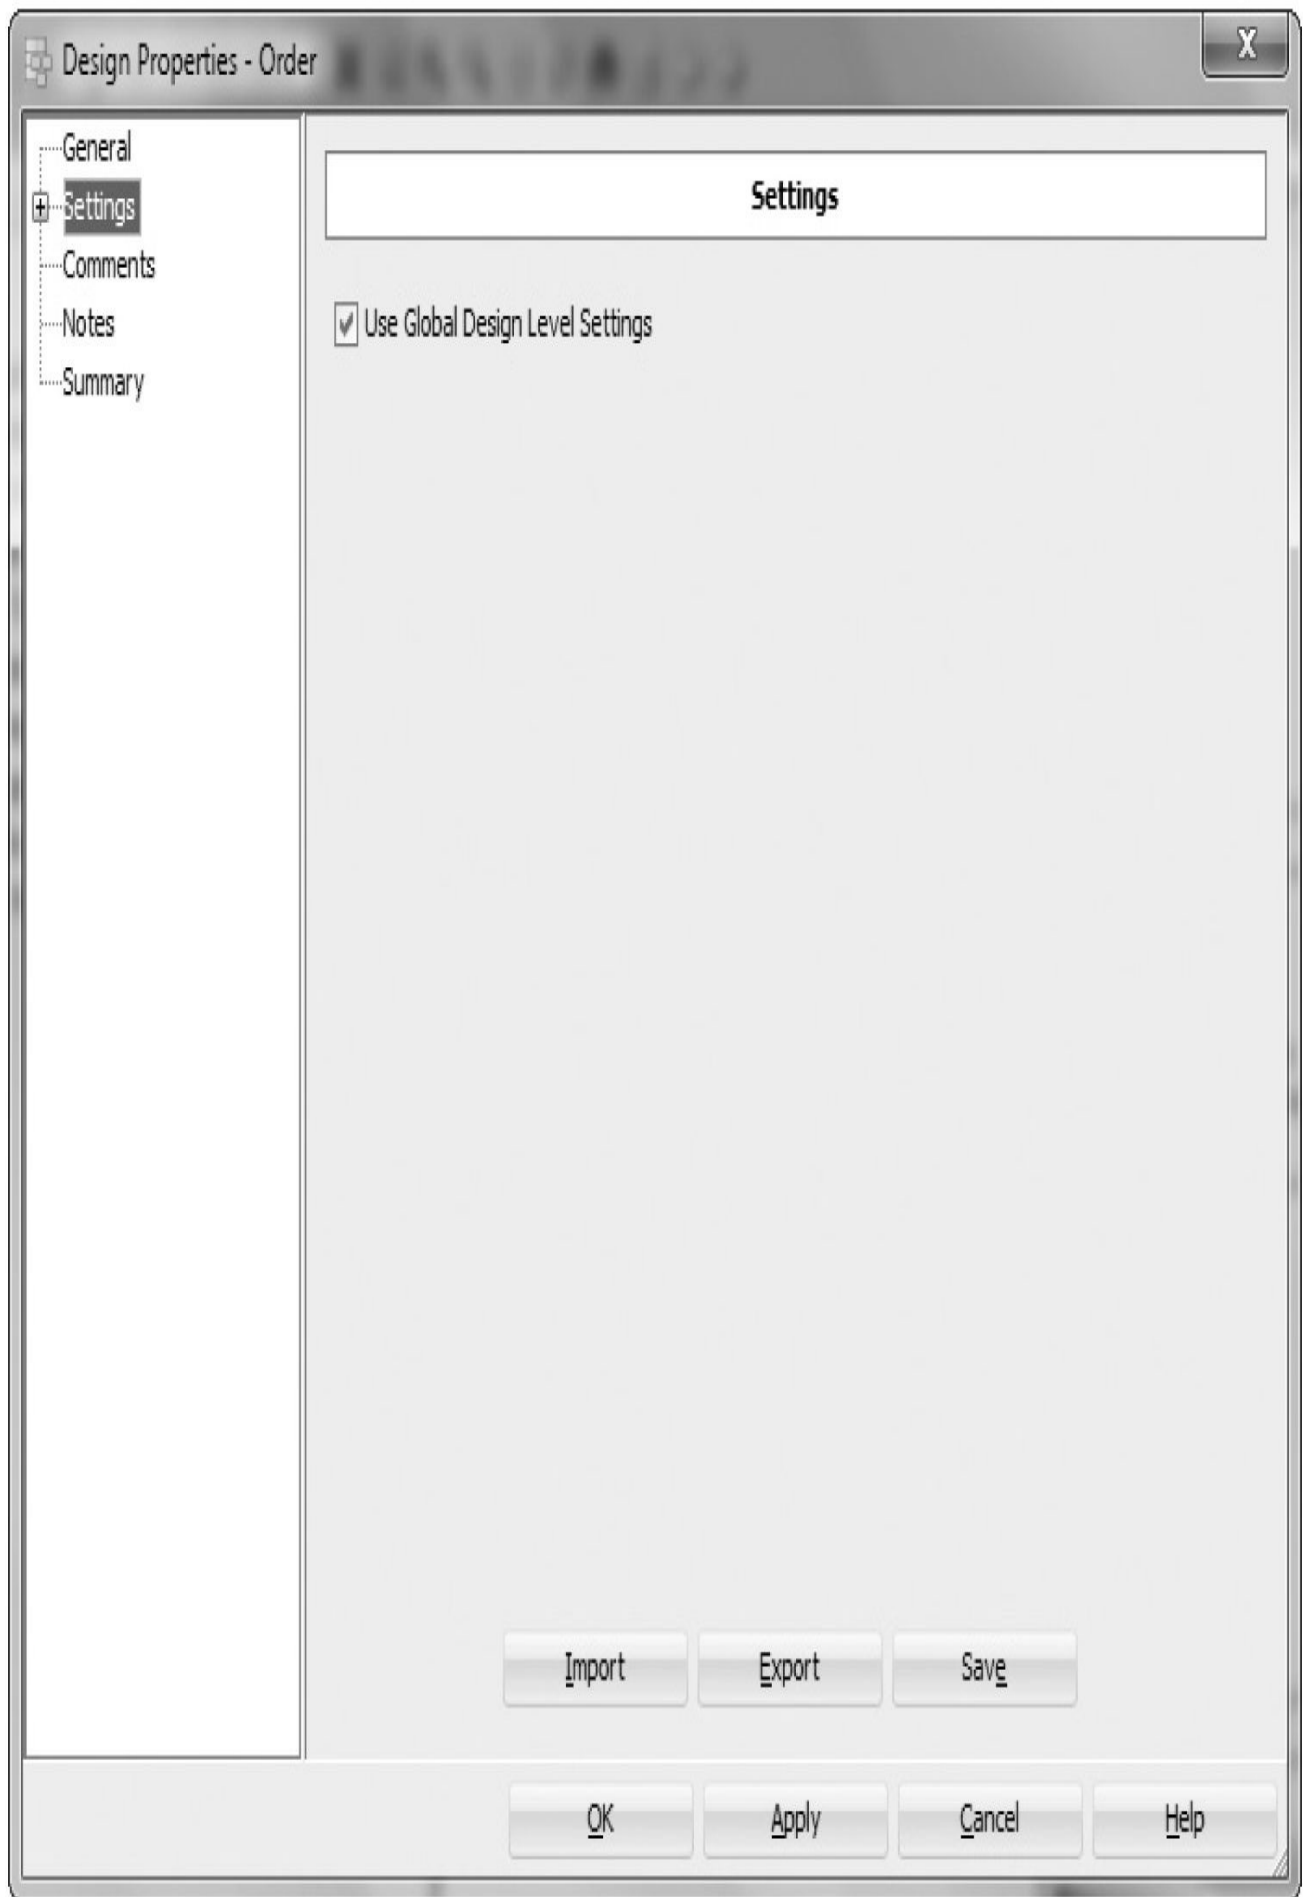 Design Properties - Order
X
General
Settings
Comments
Notes
Summary
Settings
Use Global Design Level Settings
Import Export Save
OK Apply Cancel Help